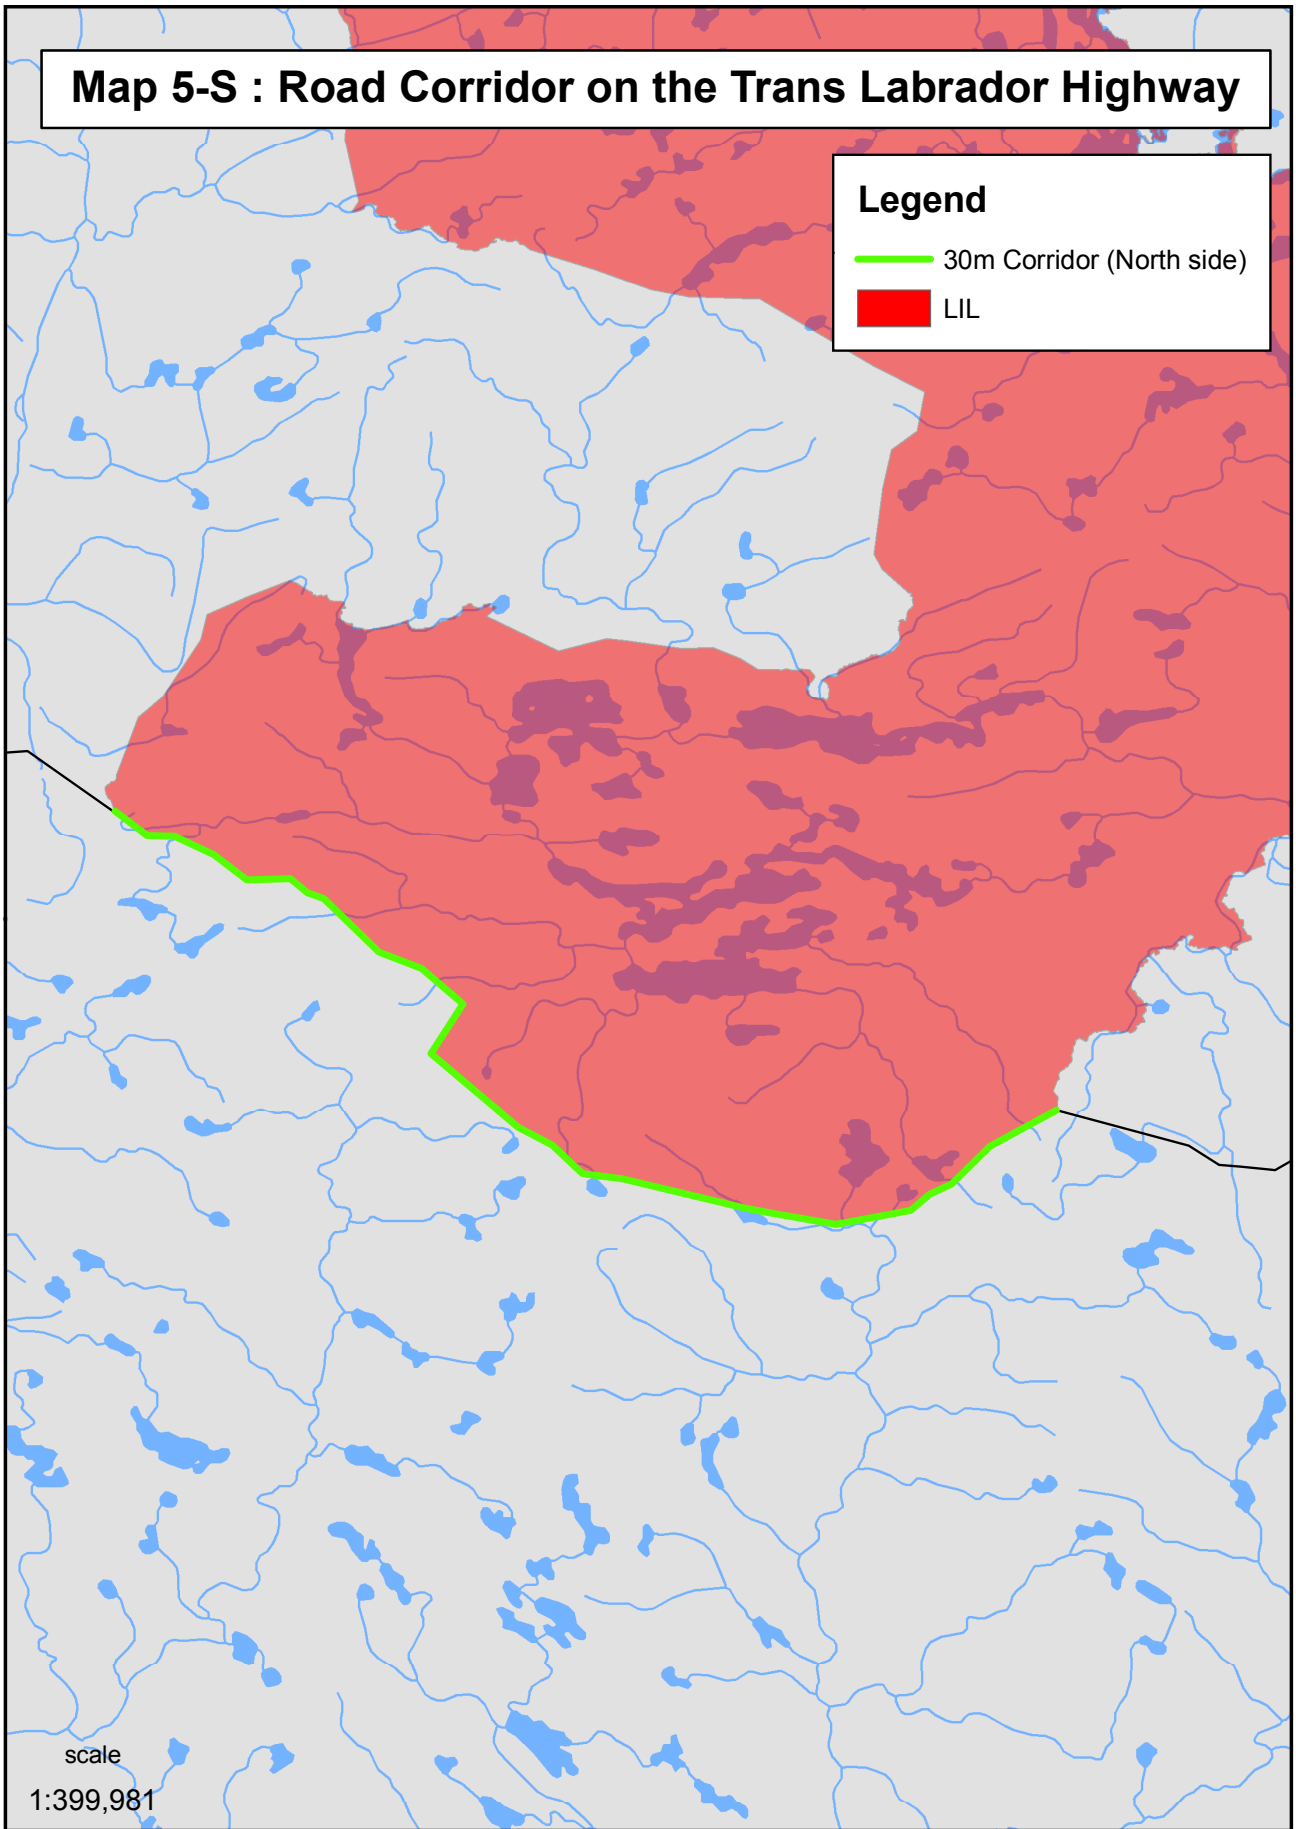 Map 5-S : Road Corridor on the Trans Labrador Highway
Legend
30m Corridor (North side)
LIL
scale
1:399,981